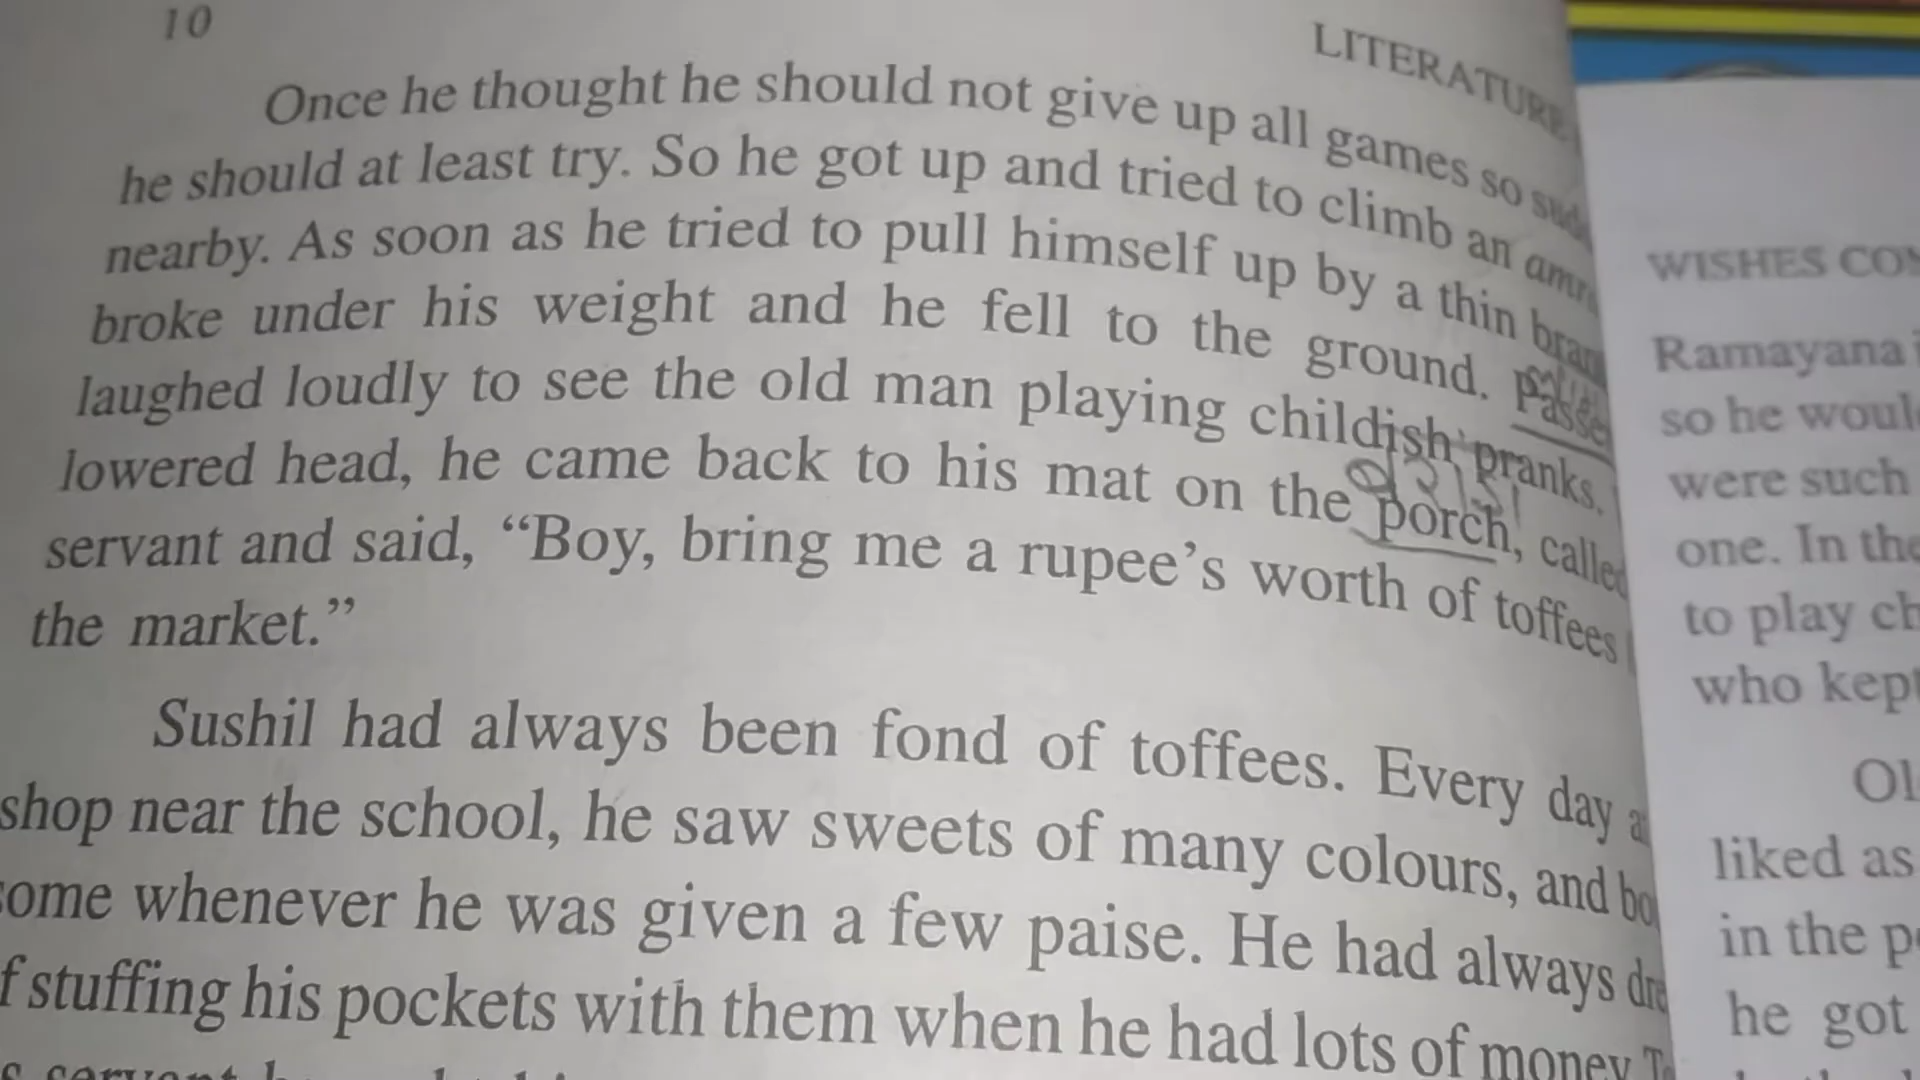 10
LITERATURE
Once he thought he should not give up all games so
he should at least try. So he got up and tried to climb an
nearby. As soon as he tried to pull himself up by a thin
broke under his weight and he fell to the ground.
laughed loudly to see the old man playing childish pranks.
lowered head, he came back to his mat on the porch, called
servant and said, “Boy, bring me a rupee’s worth of toffees
the market.”
Sushil had always been fond of toffees. Every day
shop near the school, he saw sweets of many colours, and
whenever he was given a few paise. He had always
stuffing his pockets with them when he had lots of money
WISHES
Ramayana
so he
were such
one. In
to play
who
liked as
in the
he got